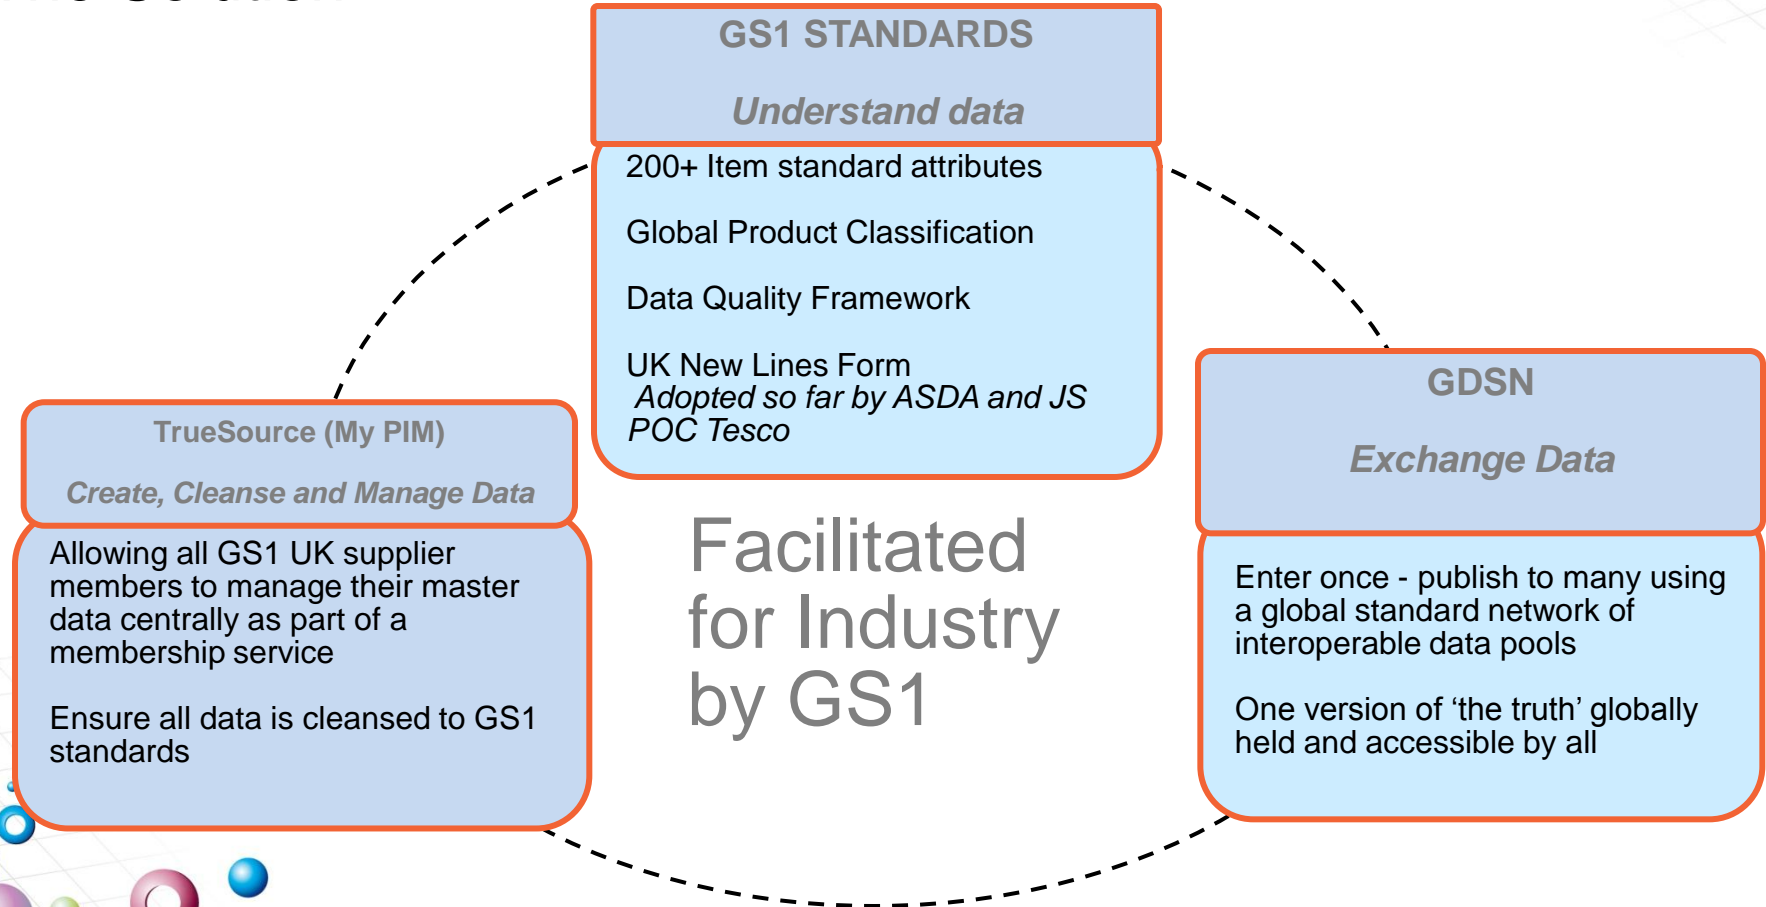 GS1 STANDARDS
Understand data
200+ Item standard attributes
Global Product Classification
Data Quality Framework
UK New Lines Form
Adopted so far by ASDA and JS
POC Tesco
TrueSource (My PIM)
Create, Cleanse and Manage Data
Allowing all GS1 UK supplier
members to manage their master
data centrally as part of a
membership service
Ensure all data is cleansed to GS1
standards
Facilitated
for Industry
by GS1
GDSN
Exchange Data
Enter once - publish to many using
a global standard network of
interoperable data pools
One version of ‘the truth’ globally
held and accessible by all